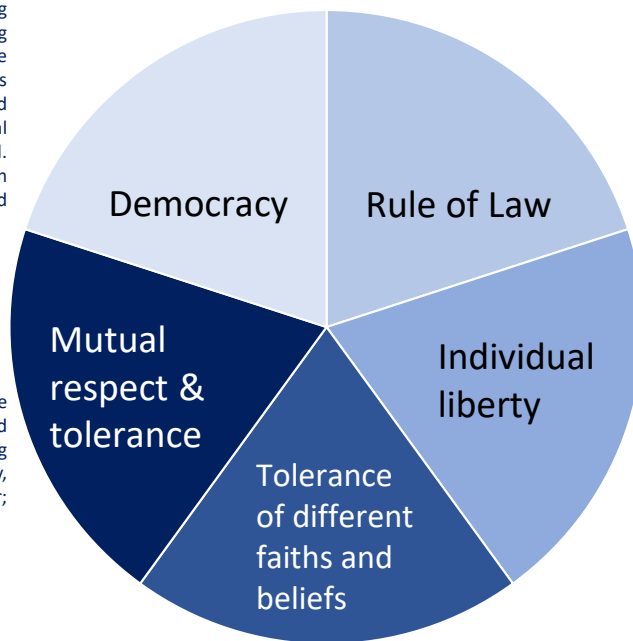 Democracy
Rule of Law
Mutual
respect &
tolerance
Individual
liberty
Tolerance
of different
faiths and
beliefs